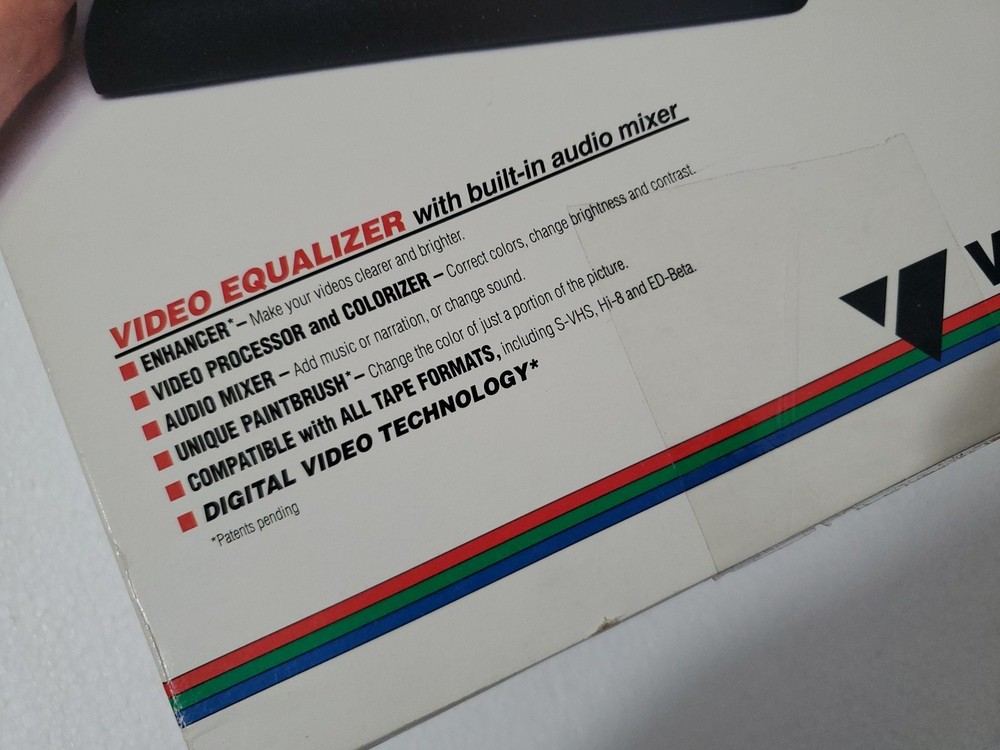 VIDEO EQUALIZER with built-in audio mixer
ENHANCER* – Make your videos clearer and brighter.
VIDEO PROCESSOR and COLORIZER – Correct colors, change brightness and contrast.
AUDIO MIXER – Add music or narration, or change sound.
UNIQUE PAINTBRUSH* – Change the color of just a portion of the picture.
COMPATIBLE with ALL TAPE FORMATS, including S-VHS, Hi-8 and ED-Beta.
DIGITAL VIDEO TECHNOLOGY*
*Patents pending